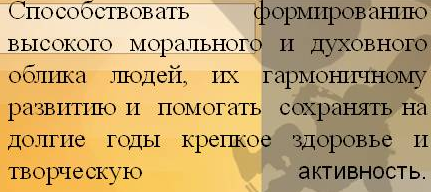 Способствовать формированию
высокого морального и духовного
облика людей, их гармоничному
развитию и помогать сохранять на
долгие годы крепкое здоровье и
творческую активность.